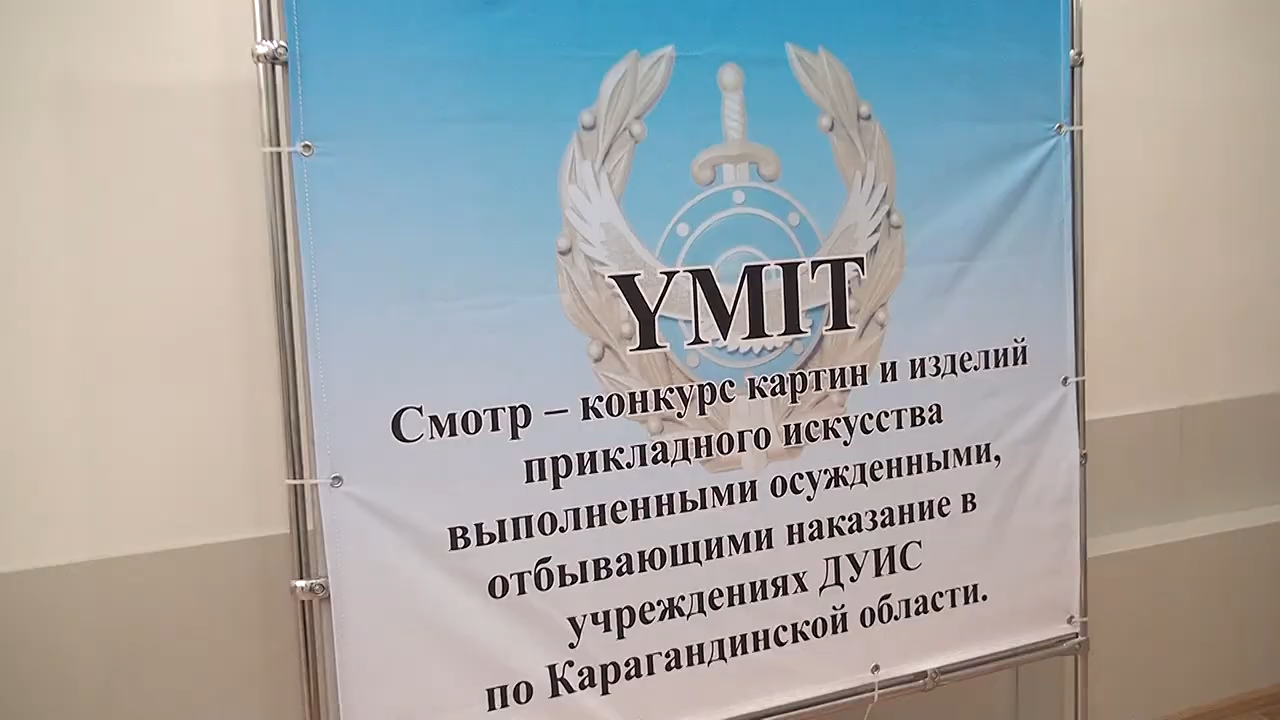 ҮМІТ
Смотр – конкурс картин и изделий
прикладного искусства
выполненными осужденными,
отбывающими наказание в
учреждениях ДУИС
по Карагандинской области.